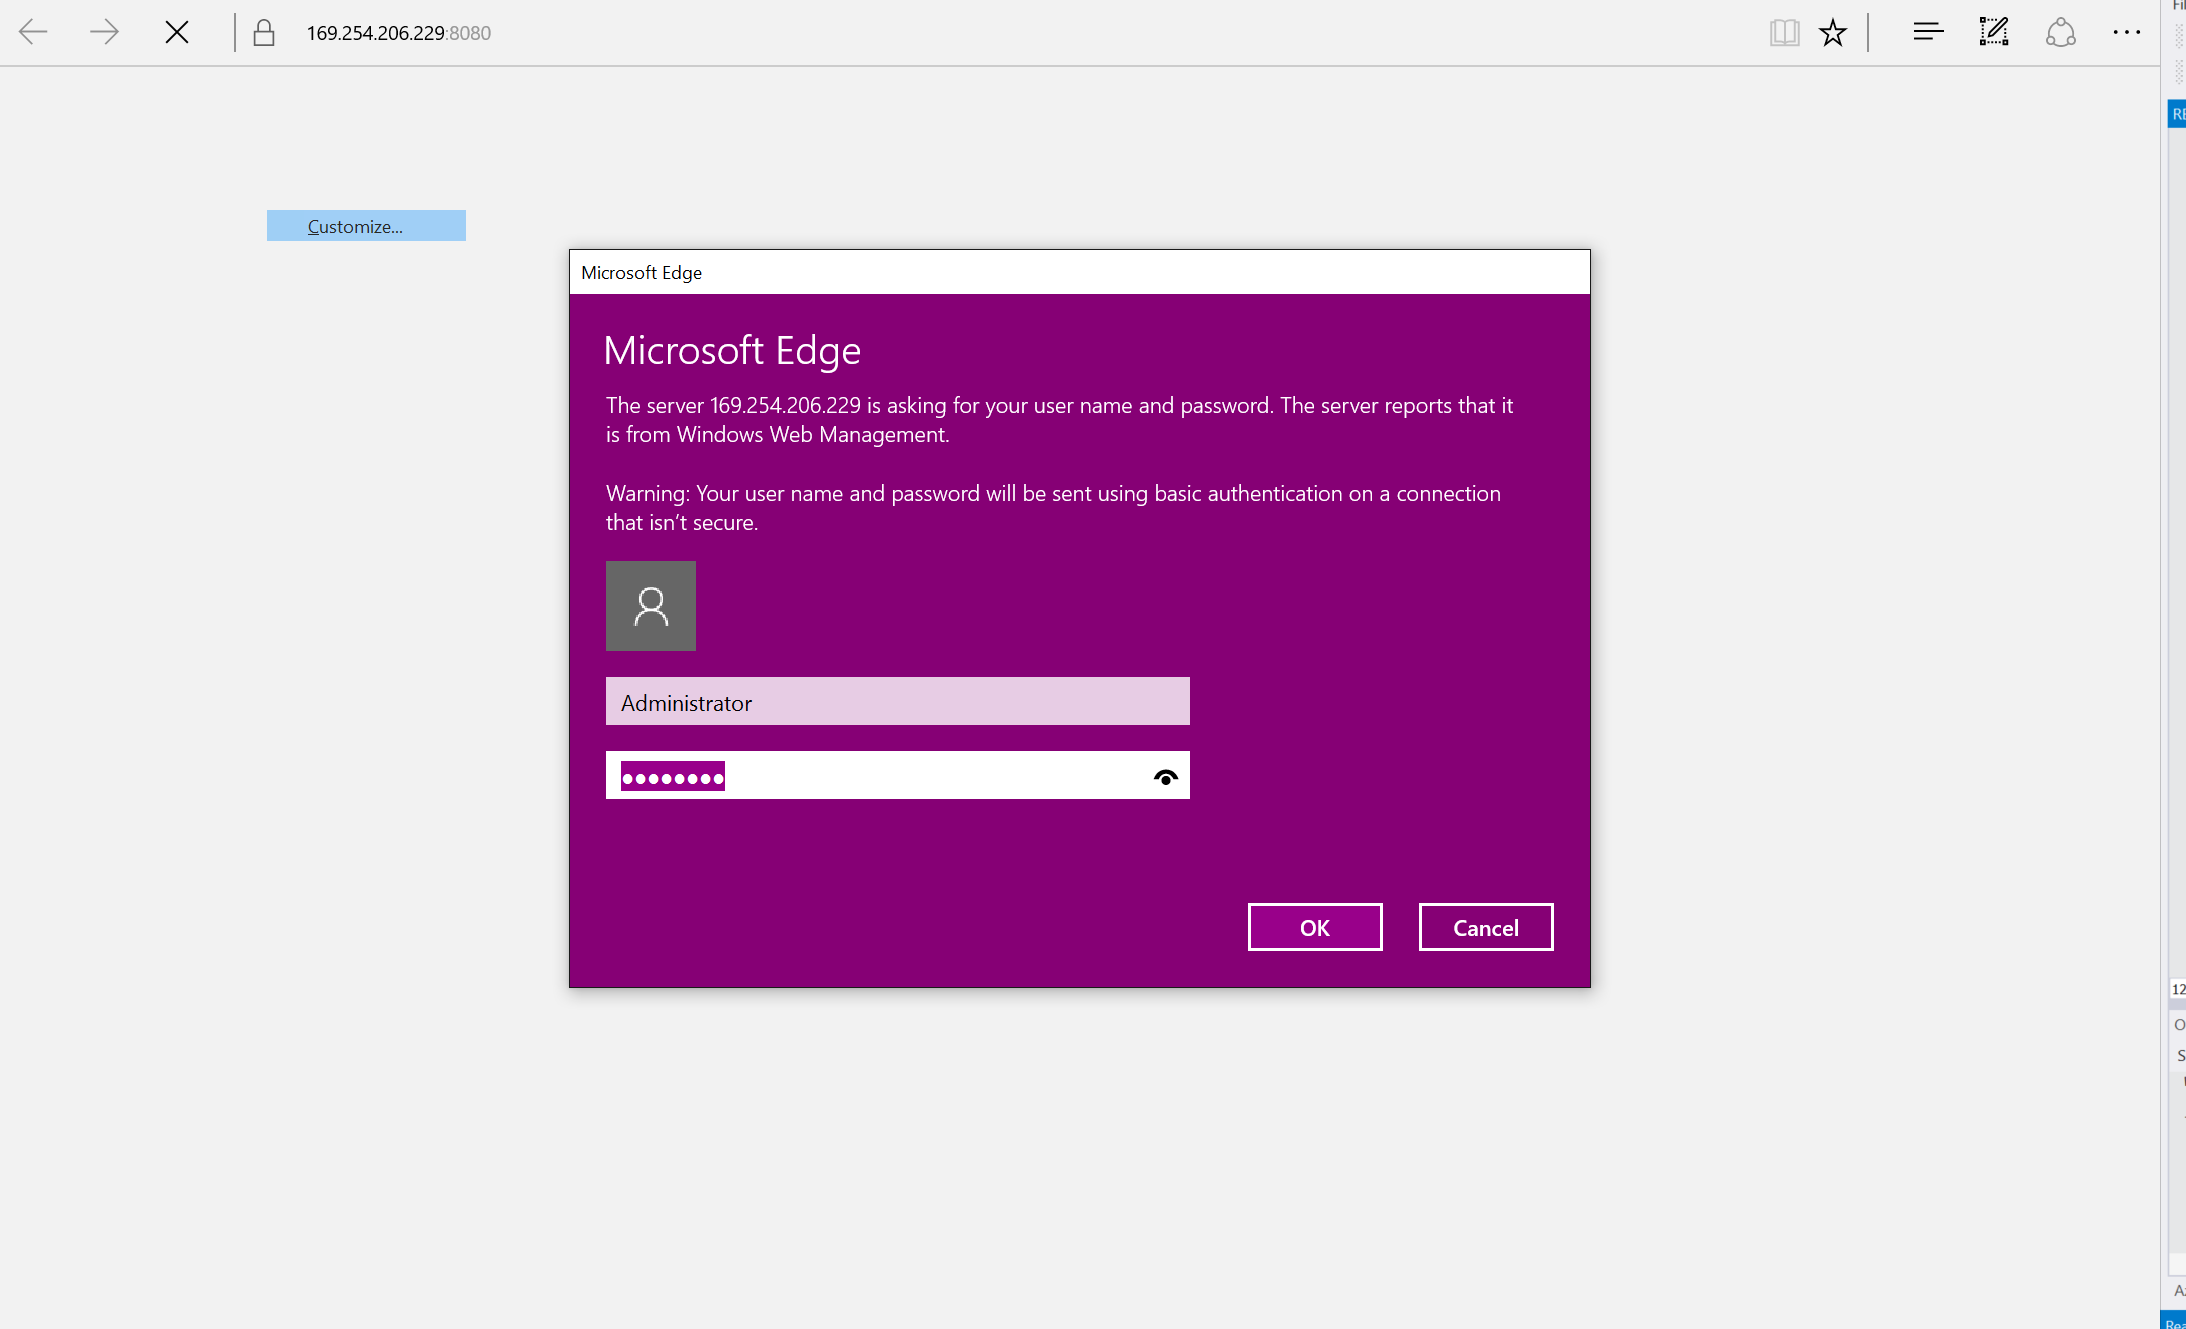 169.254.206.229:8080
Customize...
Microsoft Edge
Microsoft Edge
The server 169.254.206.229 is asking for your user name and password. The server reports that it
is from Windows Web Management.
Warning: Your user name and password will be sent using basic authentication on a connection
that isn’t secure.
Administrator
OK
Cancel
12